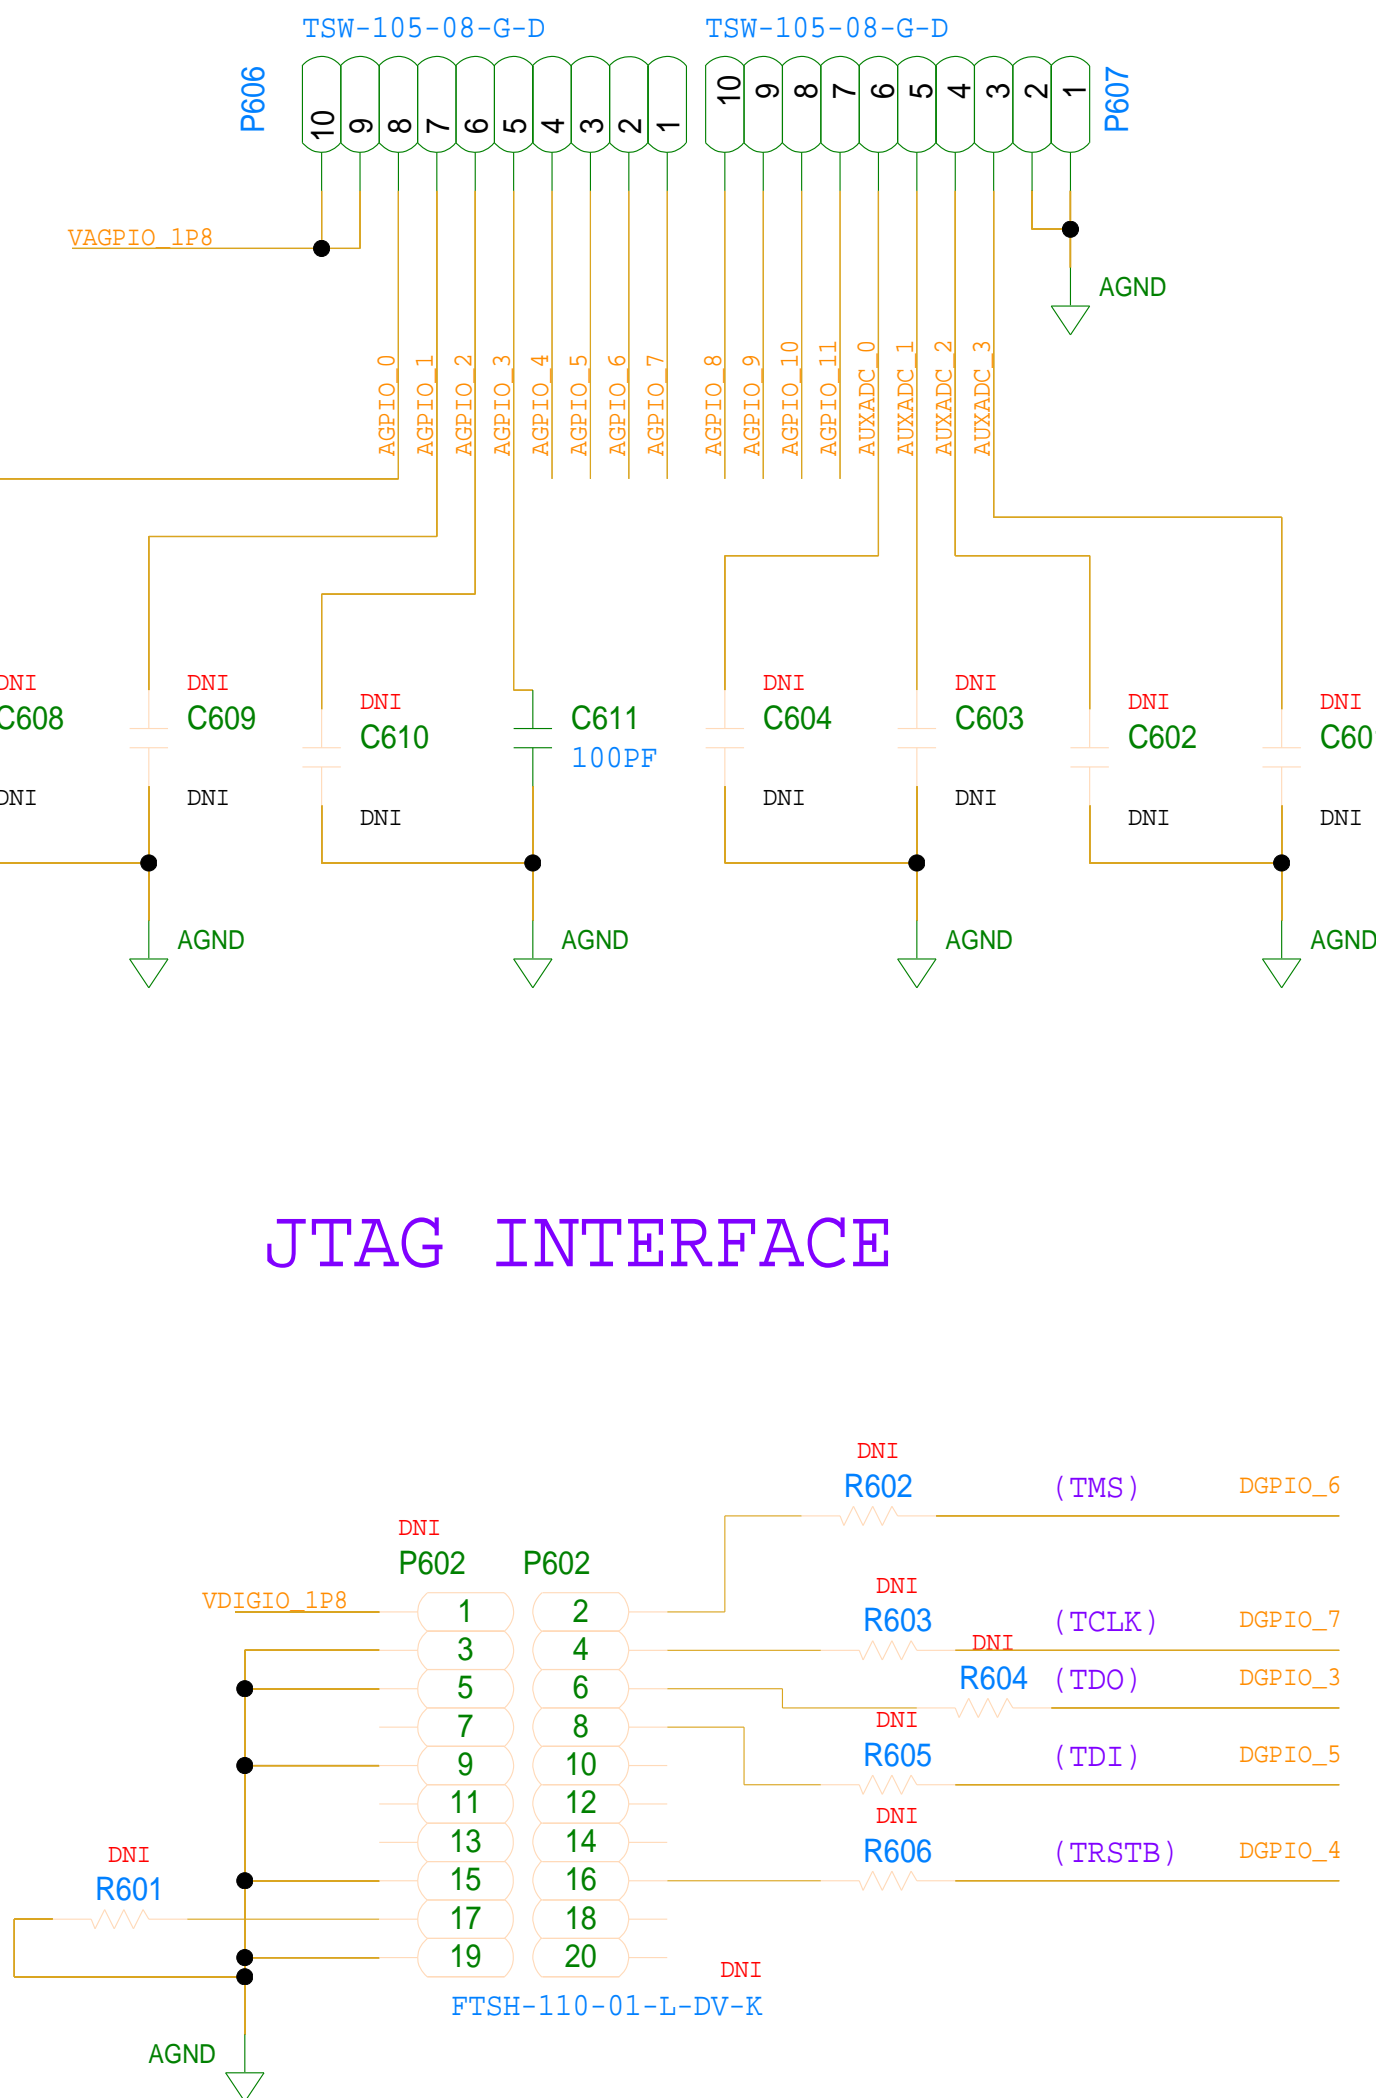 TSW-105-08-G-D TSW-105-08-G-D
P606 10 9 8 7 6 5 4 3 2 1 10 9 8 7 6 5 4 3 2 1 P607
VAGPIO_1P8
AGND
AGPIO_0 AGPIO_1 AGPIO_2 AGPIO_3 AGPIO_4 AGPIO_5 AGPIO_6 AGPIO_7 AGPIO_8 AGPIO_9 AGPIO_10 AGPIO_11 AUXADC_0 AUXADC_1 AUXADC_2 AUXADC_3
DNI DNI DNI DNI DNI DNI DNI
C608 C609 C610 C611 C604 C603 C602 C60
100PF
DNI DNI DNI DNI DNI DNI DNI
AGND AGND AGND AGND
JTAG INTERFACE
DNI
R602 (TMS) DGPIO_6
DNI
P602 P602
VDIGIO_1P8 1 2
DNI
R603 (TCLK) DGPIO_7
3 4
DNI
R604 (TDO) DGPIO_3
5 6
DNI
7 8
R605 (TDI) DGPIO_5
9 10
11 12
DNI
13 14
R606 (TRSTB) DGPIO_4
DNI
R601
15 16
17 18
19 20
DNI
FTSH-110-01-L-DV-K
AGND